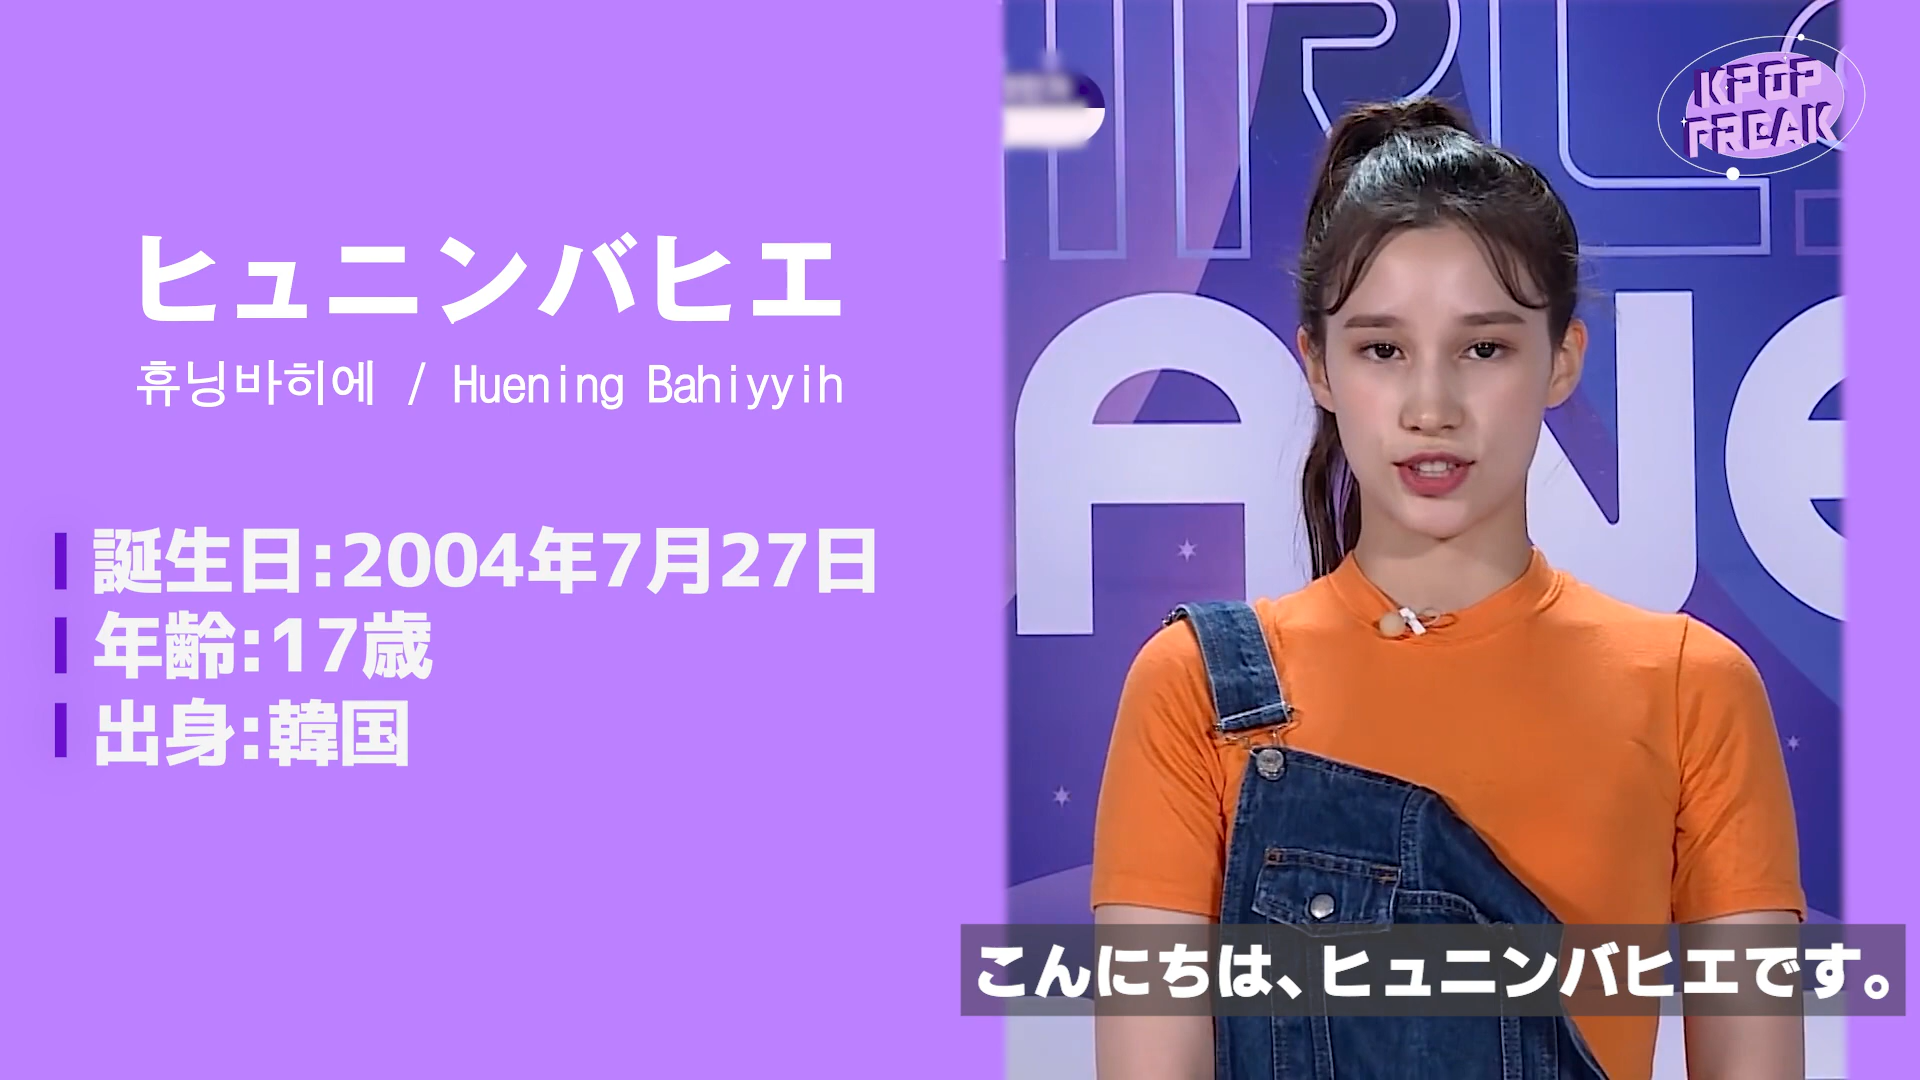 ヒュニンバヒエ
휴닝바히에 / Huening Bahiyyih
誕生日:2004年7月27日
年齢:17歳
出身:韓国
KPOP
FREAK
こんにちは、ヒュニンバヒエです。